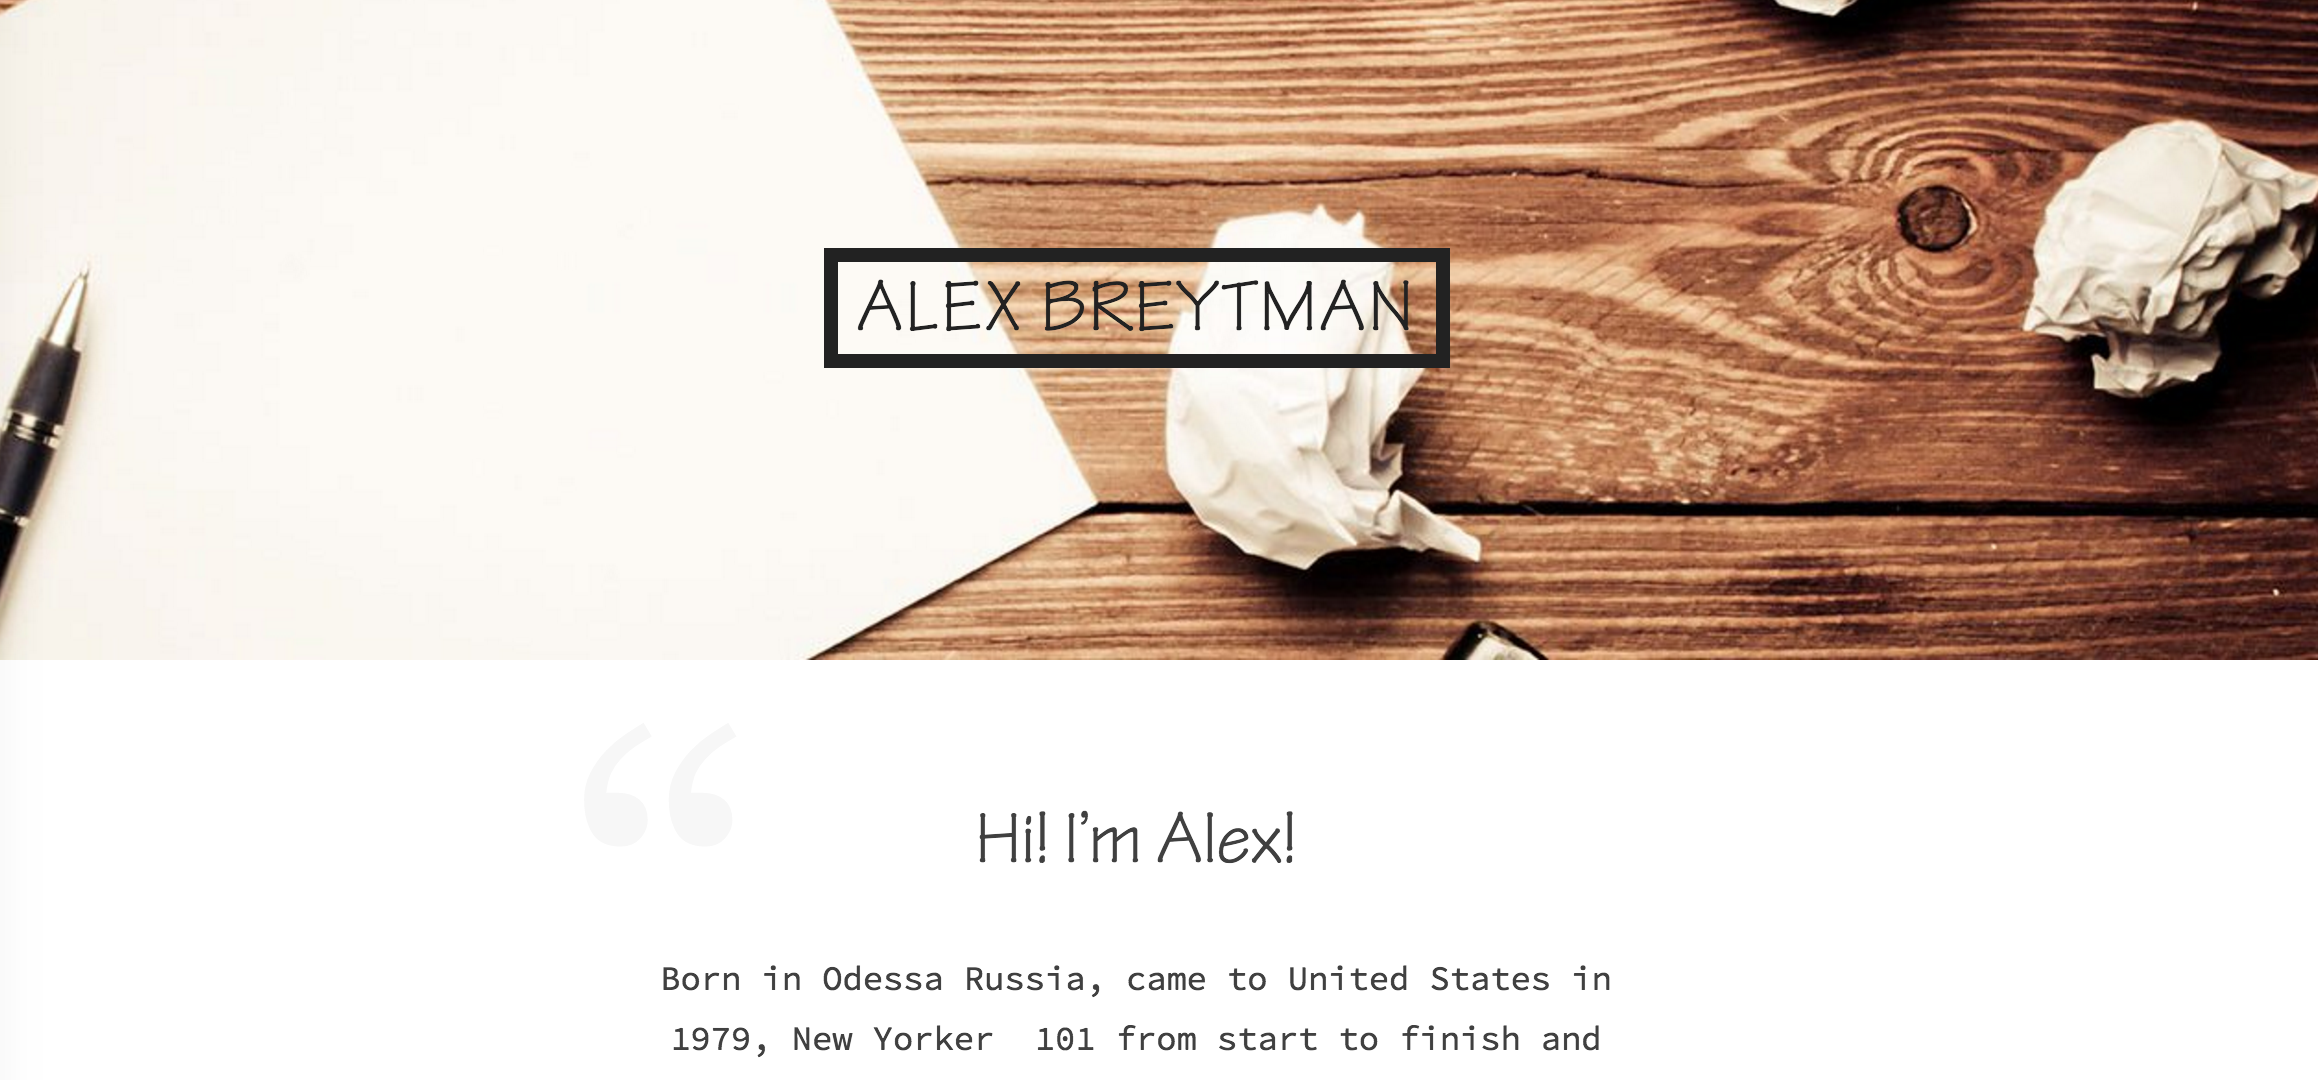 ALEX BREYTMAN
“
Hi! I’m Alex!
Born in Odessa Russia, came to United States in
1979, New Yorker  101 from start to finish and